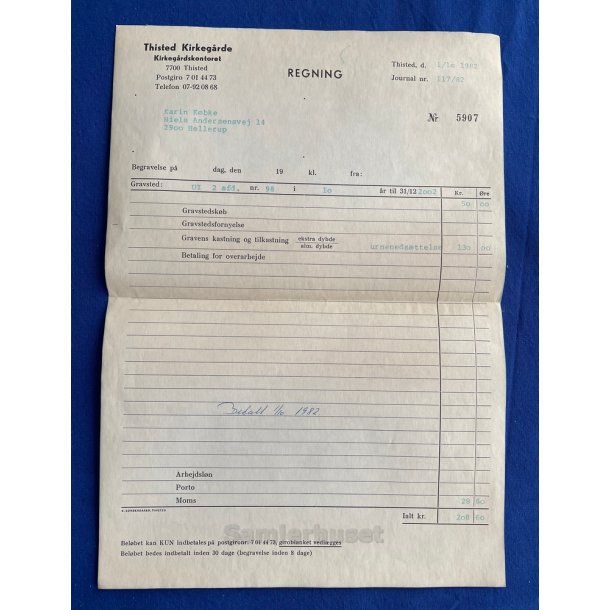 Thisted Kirkegårde
Kirkegårdskontoret
7700 Thisted
Postgiro 7 01 44 73
Telefon 07-92 08 68
REGNING
Thisted, d. 1/10 1982
Journal nr. 117/82
Nr 5907
Karin Købke
Niels Andersensvej 14
2900 Hellerup
Begravelse på dag, den 19 kl. fra:
Gravsted: UI 2 afd. nr. 98 i 10 år til 31/12 2002 Kr. Øre
50 00
Gravstedskøb
Gravstedsfornyelse
Gravens kastning og tilkastning ekstra dybde
alm. dybde urnenedsættelse 130 00
Betaling for overarbejde
Betalt 1/10 1982
Arbejdsløn
Porto
Moms 28 60
E. SØNDERGAARD, THISTED
Ialt kr. 208 60
Samlerhuset
Beløbet kan KUN indbetales på postgironr. 7 01 44 73, giroblanket vedlægges
Beløbet bedes indbetalt inden 30 dage (begravelse inden 8 dage)